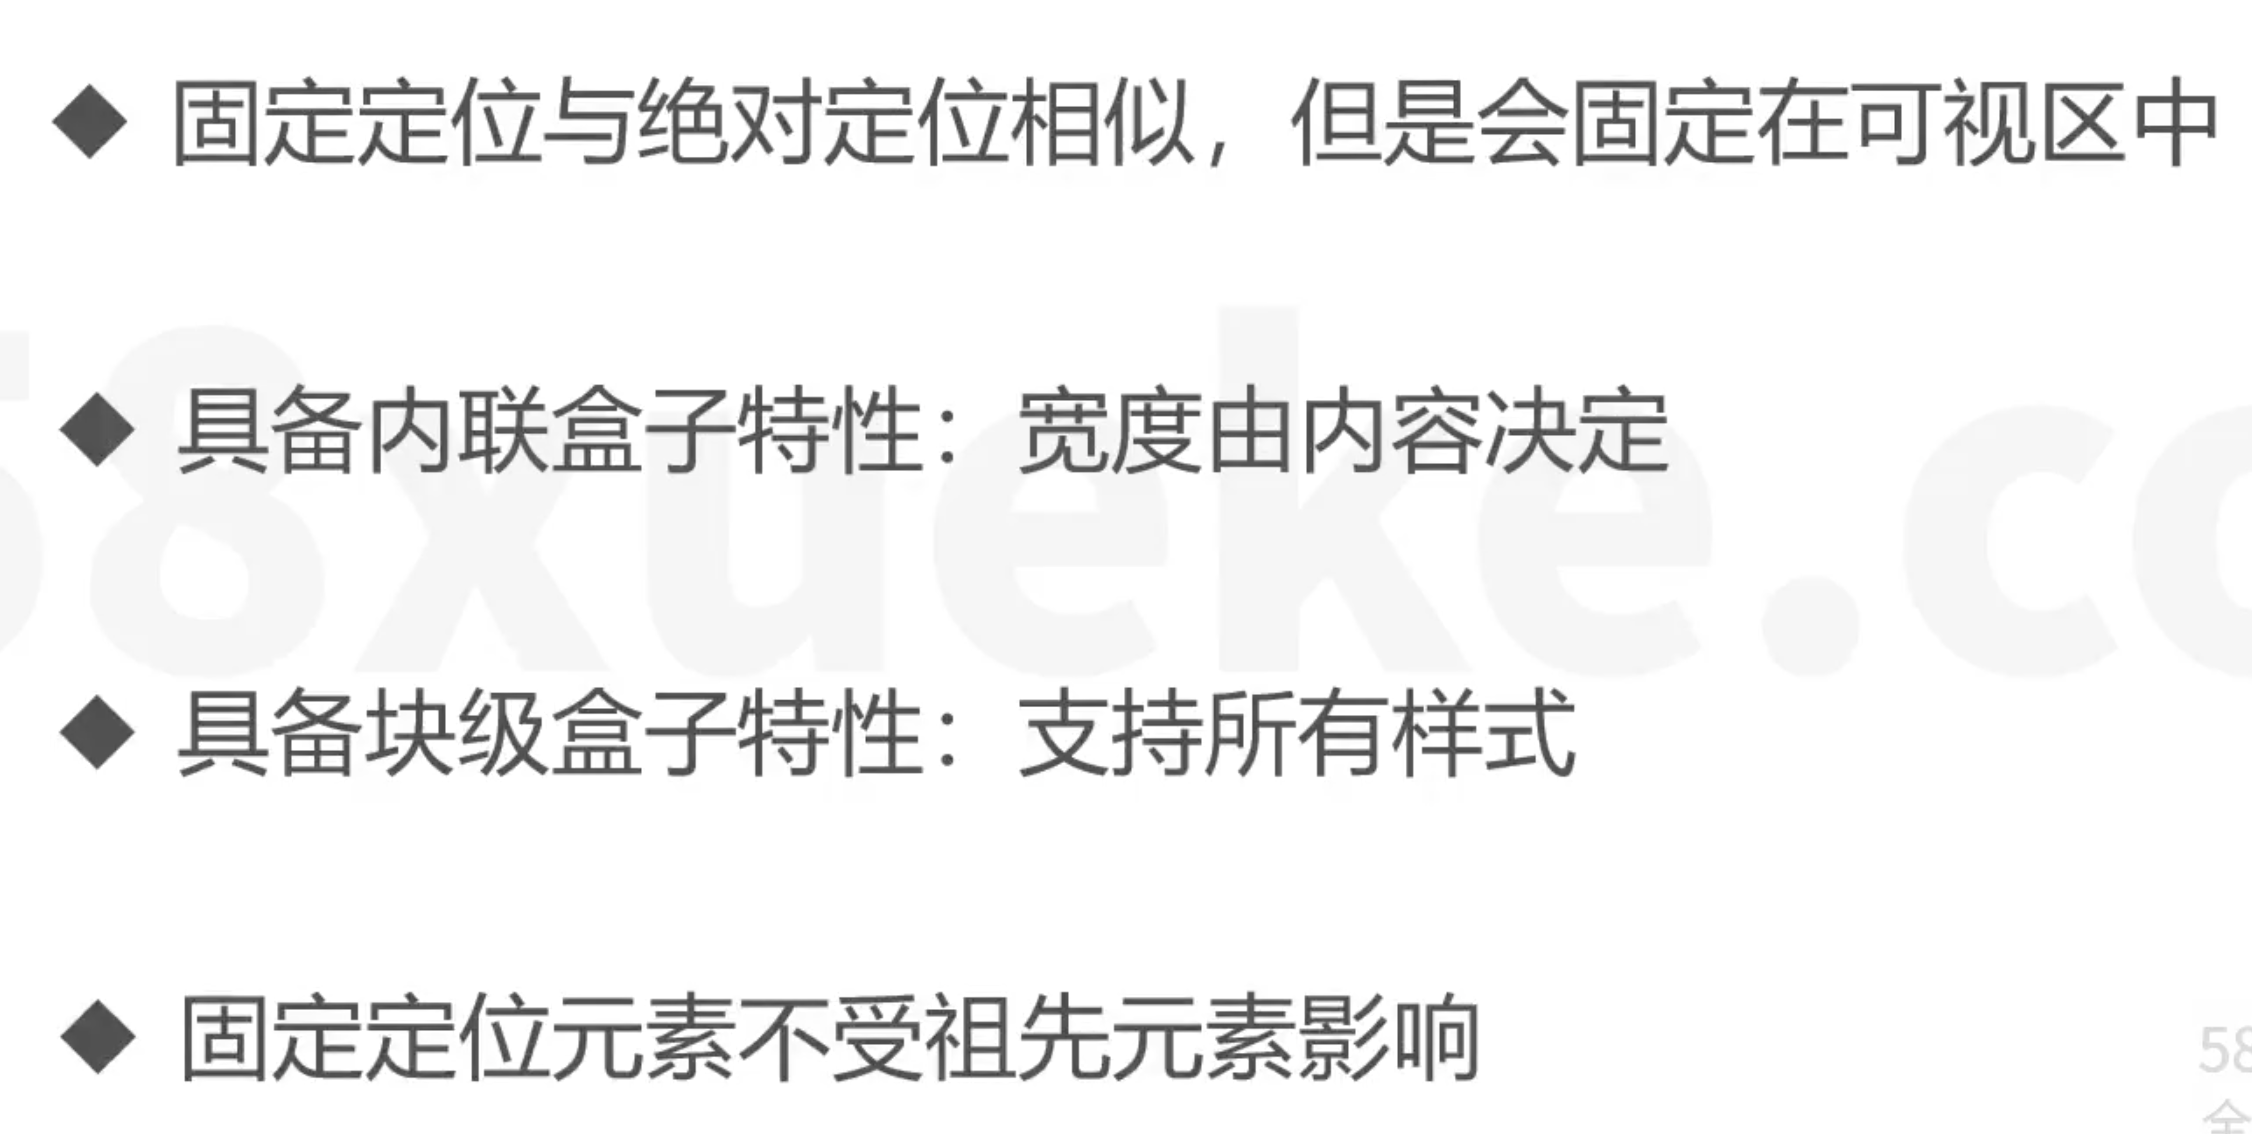 ◆ 固定定位与绝对定位相似，但是会固定在可视区中
◆ 具备内联盒子特性：宽度由内容决定
58xueke.co
◆ 具备块级盒子特性：支持所有样式
◆ 固定定位元素不受祖先元素影响
58
全